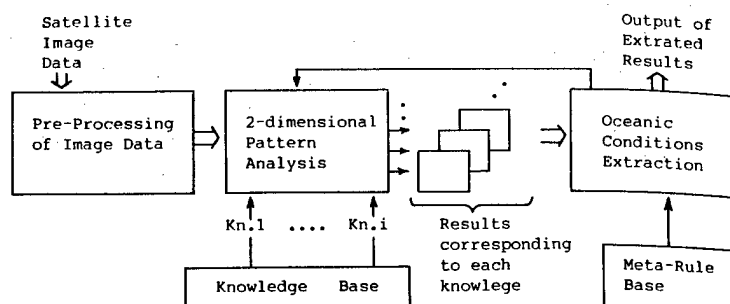 Satellite
Image
Data
Output of
Extrated
Results
Pre-Processing
of Image Data
2-dimensional
Pattern
Analysis
Oceanic
Conditions
Extraction
Kn.1 .... Kn.i
Results
corresponding
to each
knowlege
Knowledge Base
Meta-Rule
Base